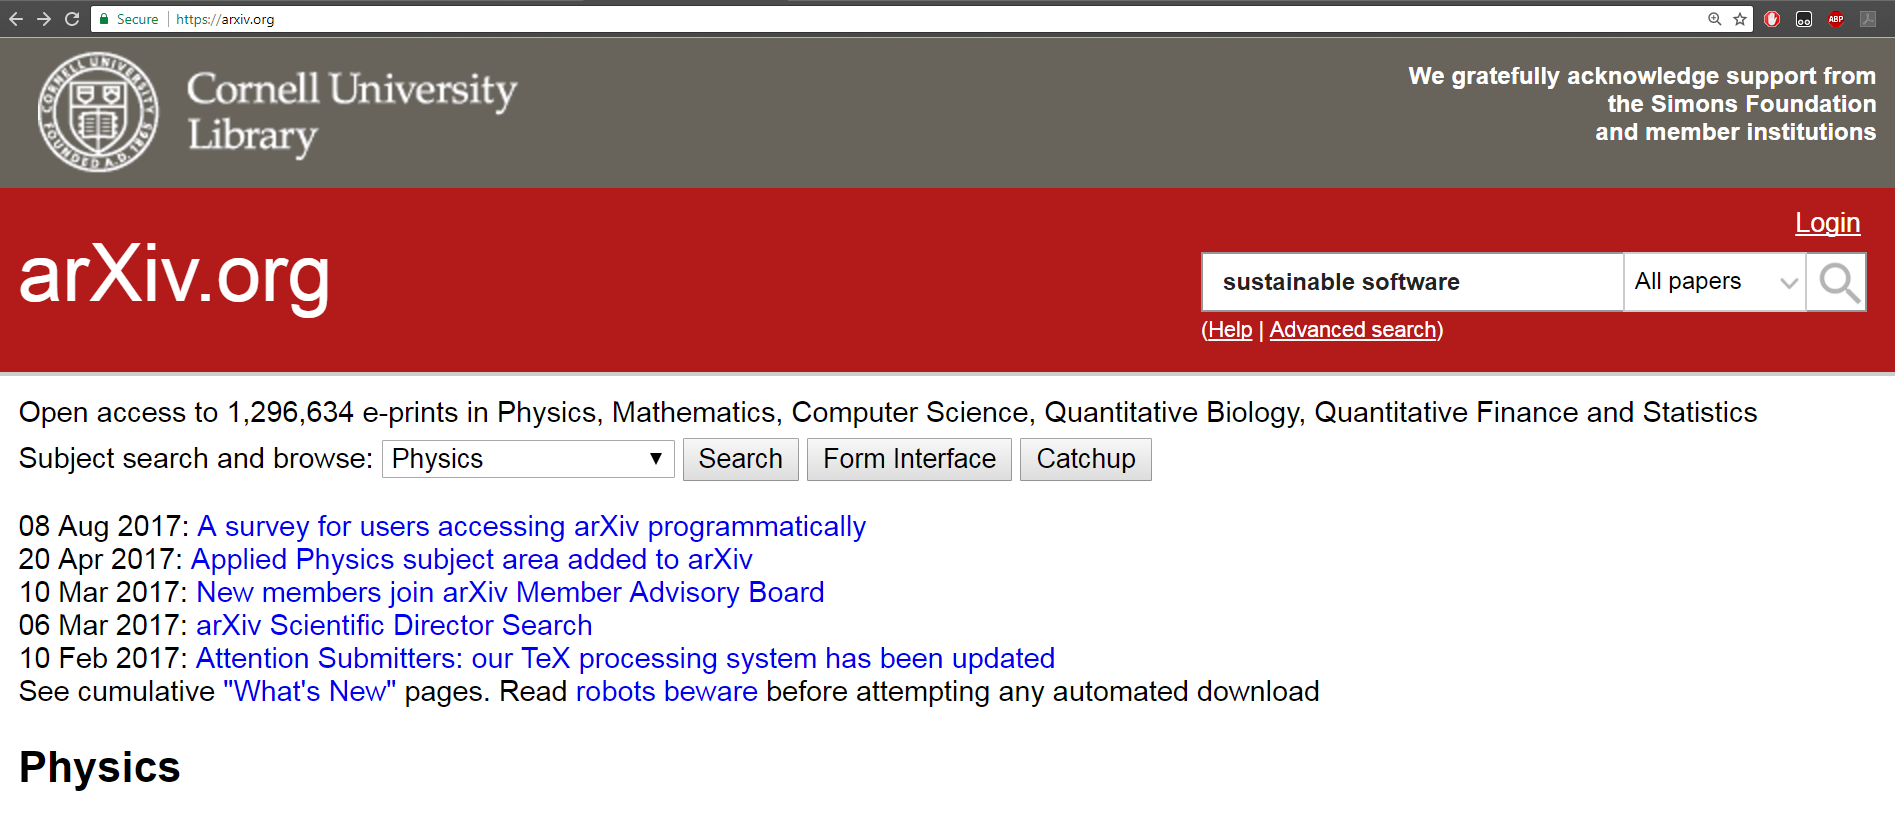 Secure
https://arxiv.org
ABP
CORNELL UNIVERSITY
FOUNDED A.D. 1865
Cornell University
Library
We gratefully acknowledge support from
the Simons Foundation
and member institutions
Login
arXiv.org
sustainable software
All papers
(Help | Advanced search)
Open access to 1,296,634 e-prints in Physics, Mathematics, Computer Science, Quantitative Biology, Quantitative Finance and Statistics
Subject search and browse: Physics Search Form Interface Catchup
08 Aug 2017: A survey for users accessing arXiv programmatically
20 Apr 2017: Applied Physics subject area added to arXiv
10 Mar 2017: New members join arXiv Member Advisory Board
06 Mar 2017: arXiv Scientific Director Search
10 Feb 2017: Attention Submitters: our TeX processing system has been updated
See cumulative "What's New" pages. Read robots beware before attempting any automated download
Physics